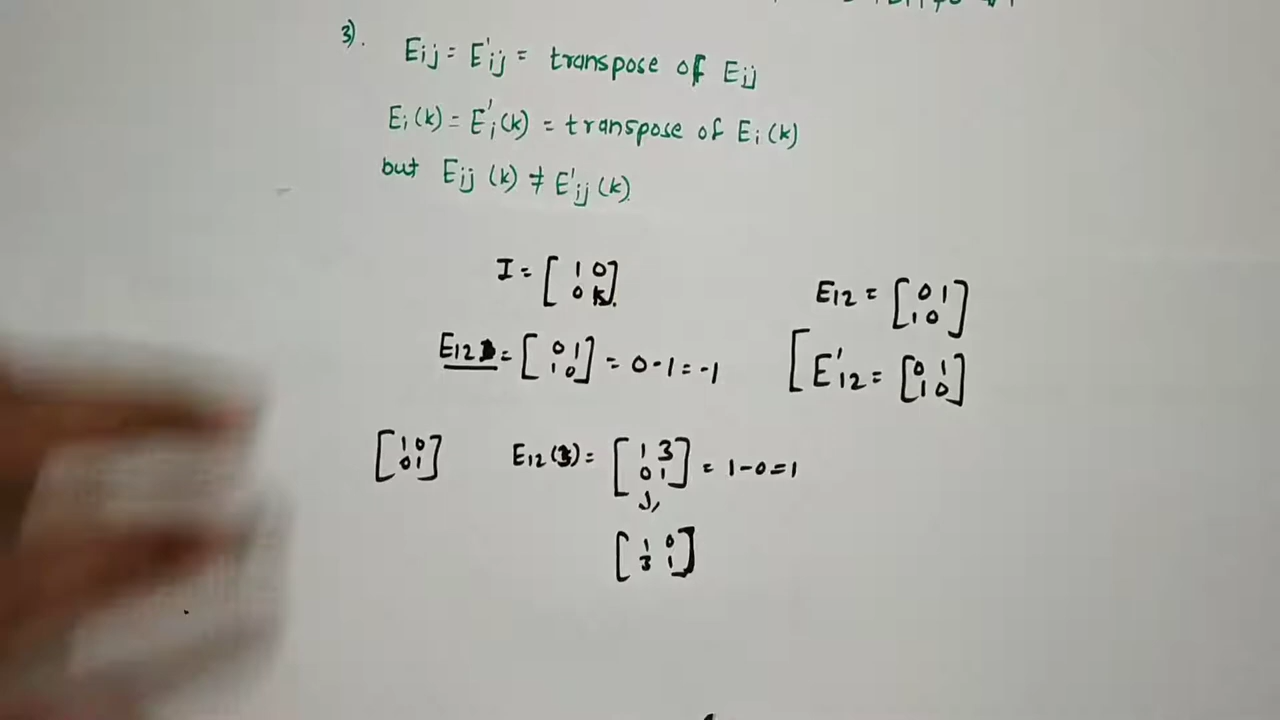 3).
Eij = E'ij = transpose of Eij
Ei(k) = E'i(k) = transpose of Ei(k)
but Eij(k) ≠ E'ij(k).
I = [1 0
0 k].
E12 = [0 1
1 0] = 0-1 = -1
E12 = [0 1
1 0]
[E'12 = [0 1
1 0]
[1 0
0 1]
E12(3) = [1 3
0 1] = 1-0=1
[1 0
3 1]